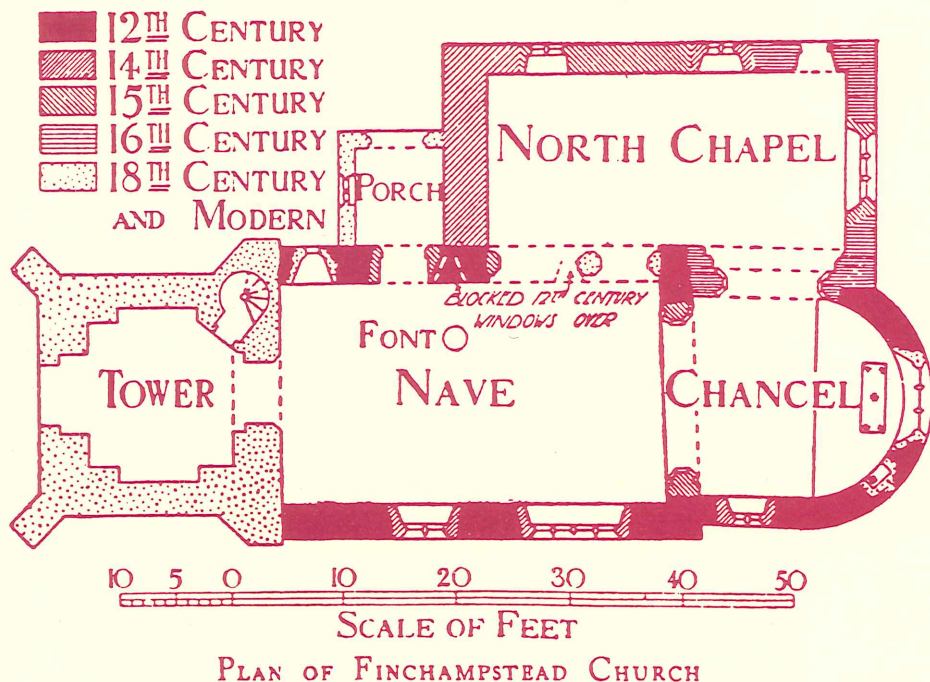 12TH CENTURY
14TH CENTURY
15TH CENTURY
16TH CENTURY
18TH CENTURY
AND MODERN
NORTH CHAPEL
PORCH
BLOCKED 12TH CENTURY
WINDOWS OVER
FONT
TOWER
NAVE
CHANCEL
10 5 0 10 20 30 40 50
SCALE OF FEET
PLAN OF FINCHAMPSTEAD CHURCH